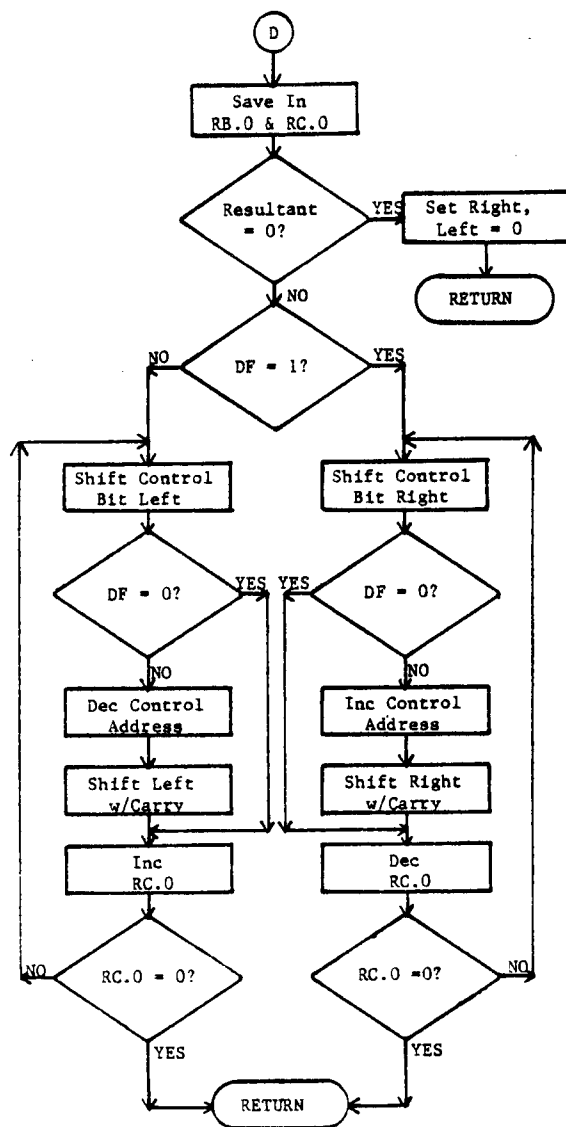 D
Save In
RB.0 & RC.0
Resultant
= 0?
YES
Set Right,
Left = 0
RETURN
NO
DF = 1?
NO
YES
Shift Control
Bit Left
Shift Control
Bit Right
DF = 0?
YES
YES
DF = 0?
NO
NO
Dec Control
Address
Inc Control
Address
Shift Left
w/Carry
Shift Right
w/Carry
Inc
RC.0
Dec
RC.0
NO
RC.0 = 0?
RC.0 =0?
NO
YES
YES
RETURN